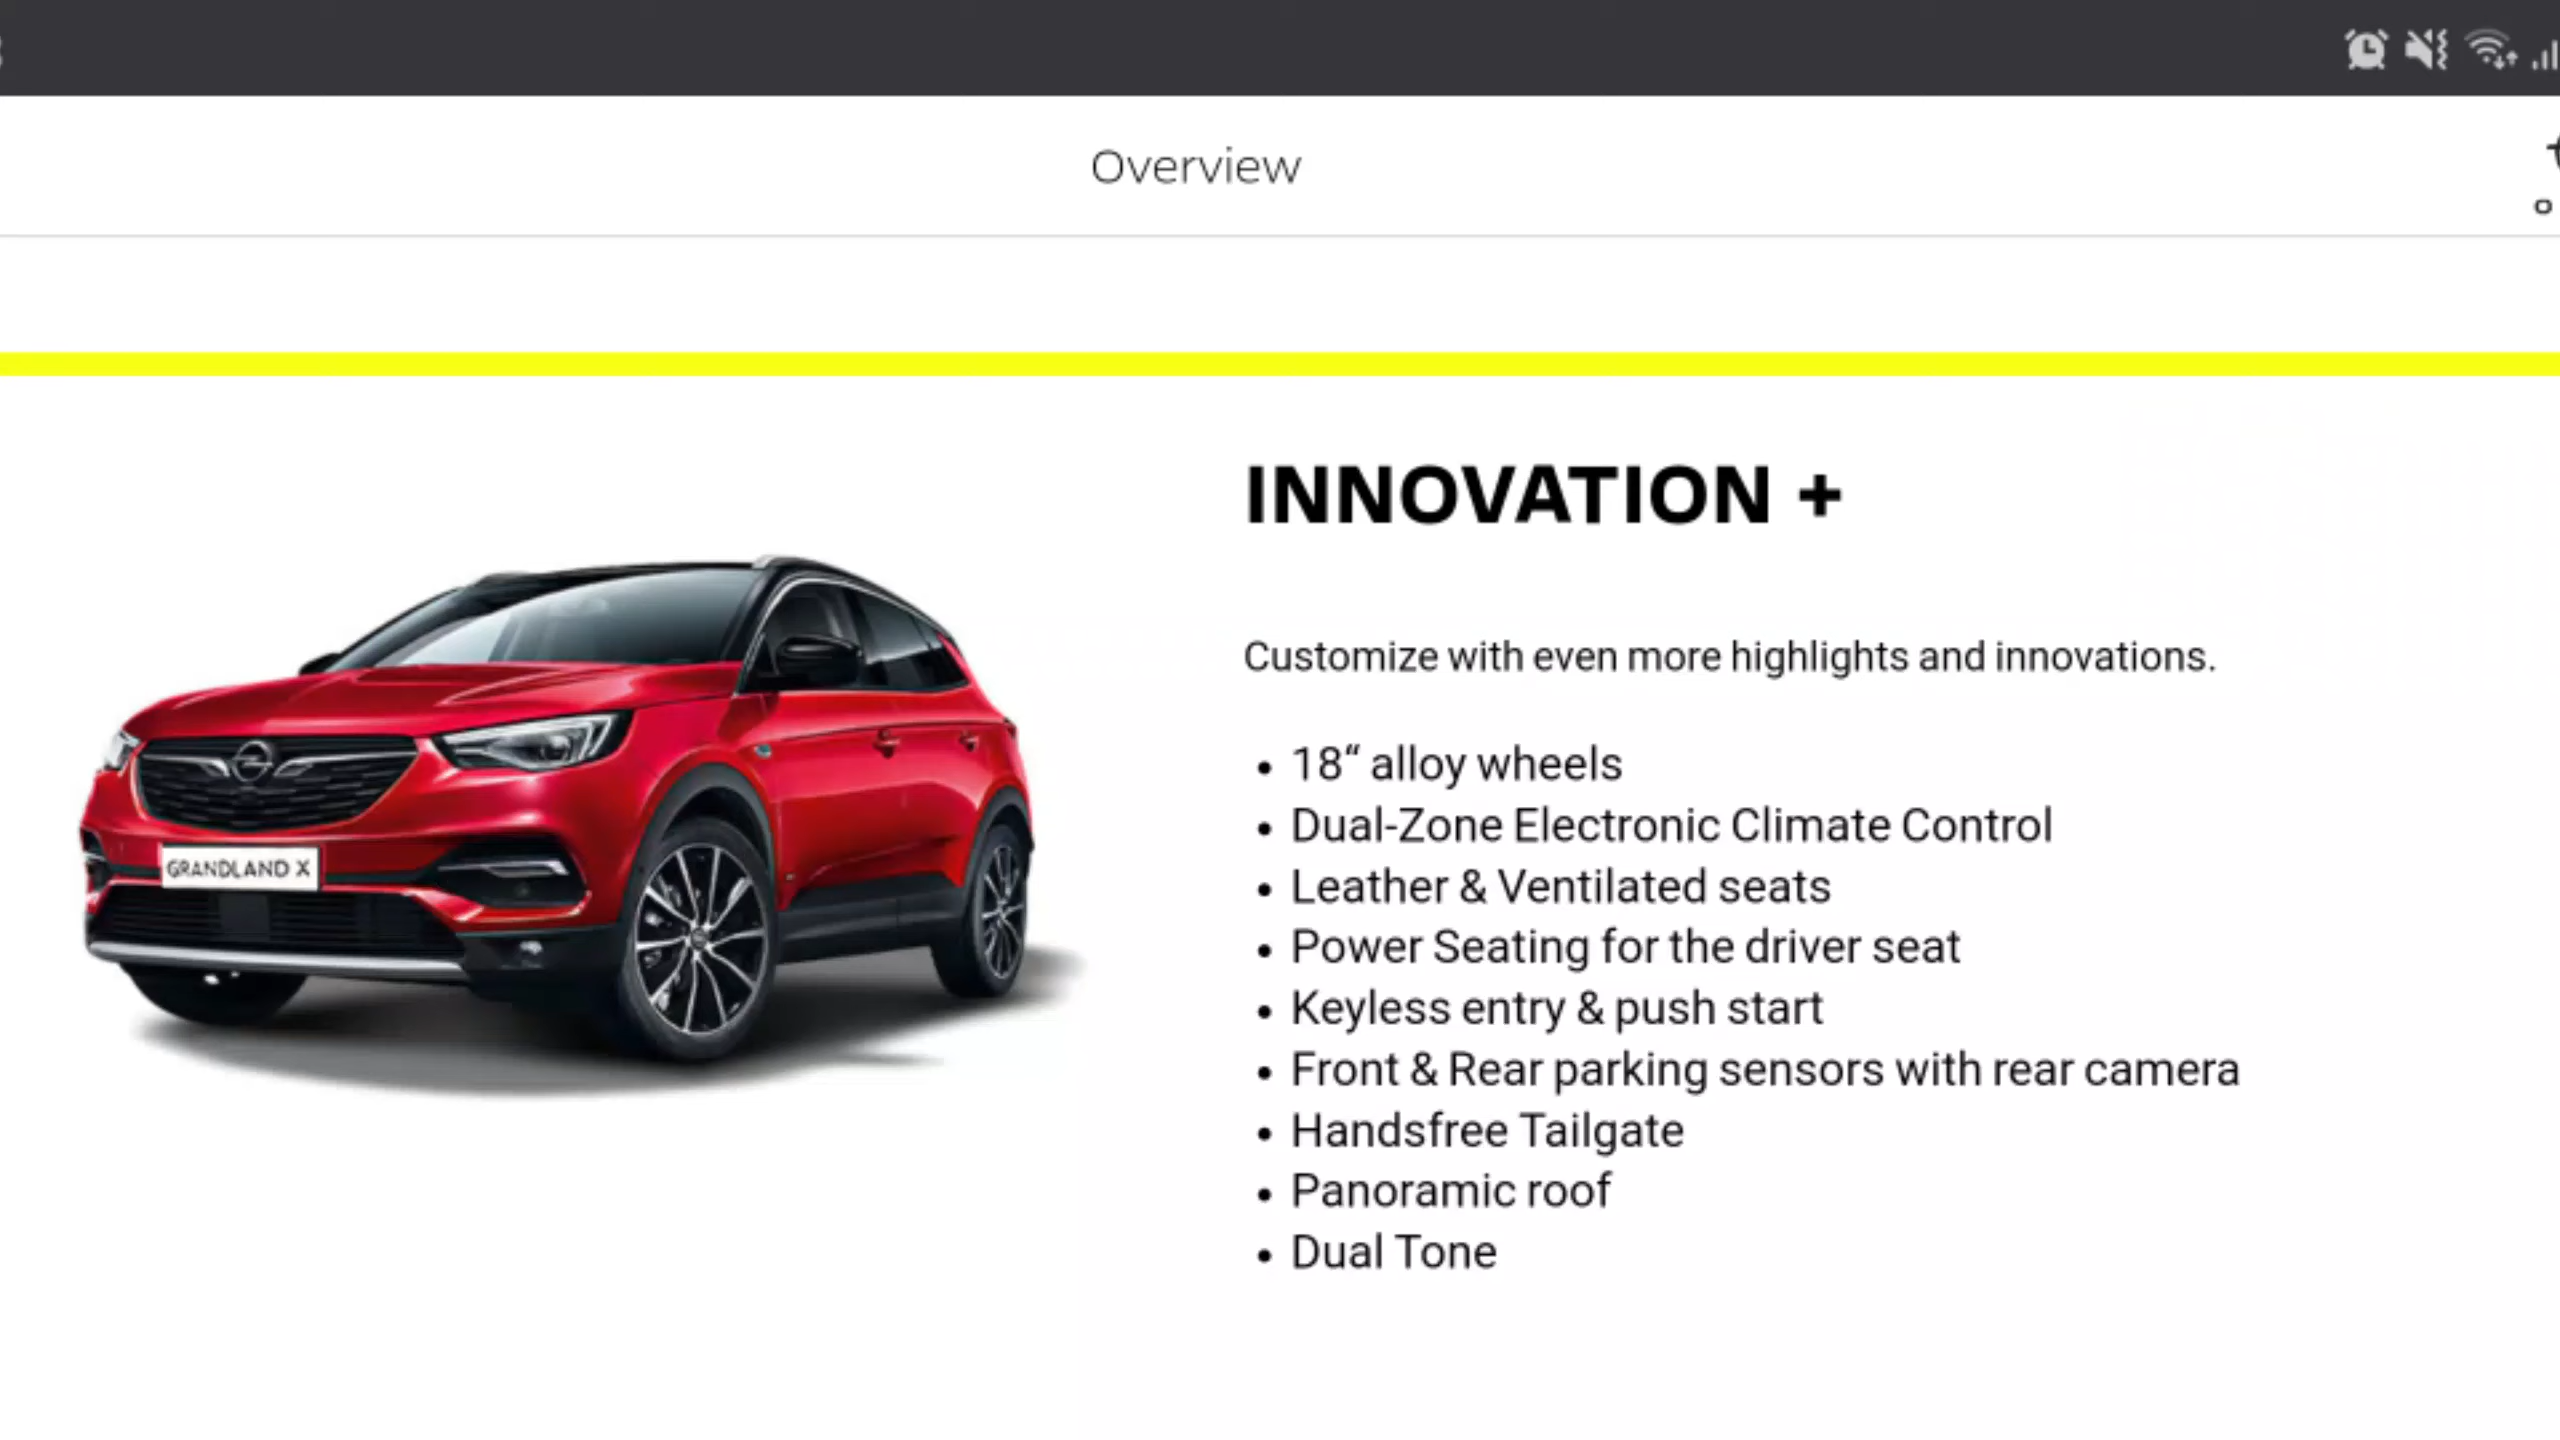 Overview
INNOVATION +
Customize with even more highlights and innovations.
• 18“ alloy wheels
• Dual-Zone Electronic Climate Control
• Leather & Ventilated seats
• Power Seating for the driver seat
• Keyless entry & push start
• Front & Rear parking sensors with rear camera
• Handsfree Tailgate
• Panoramic roof
• Dual Tone
GRANDLAND X